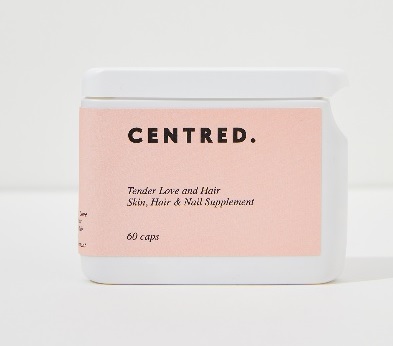 CENTRED.
Tender Love and Hair
Skin, Hair & Nail Supplement
60 caps